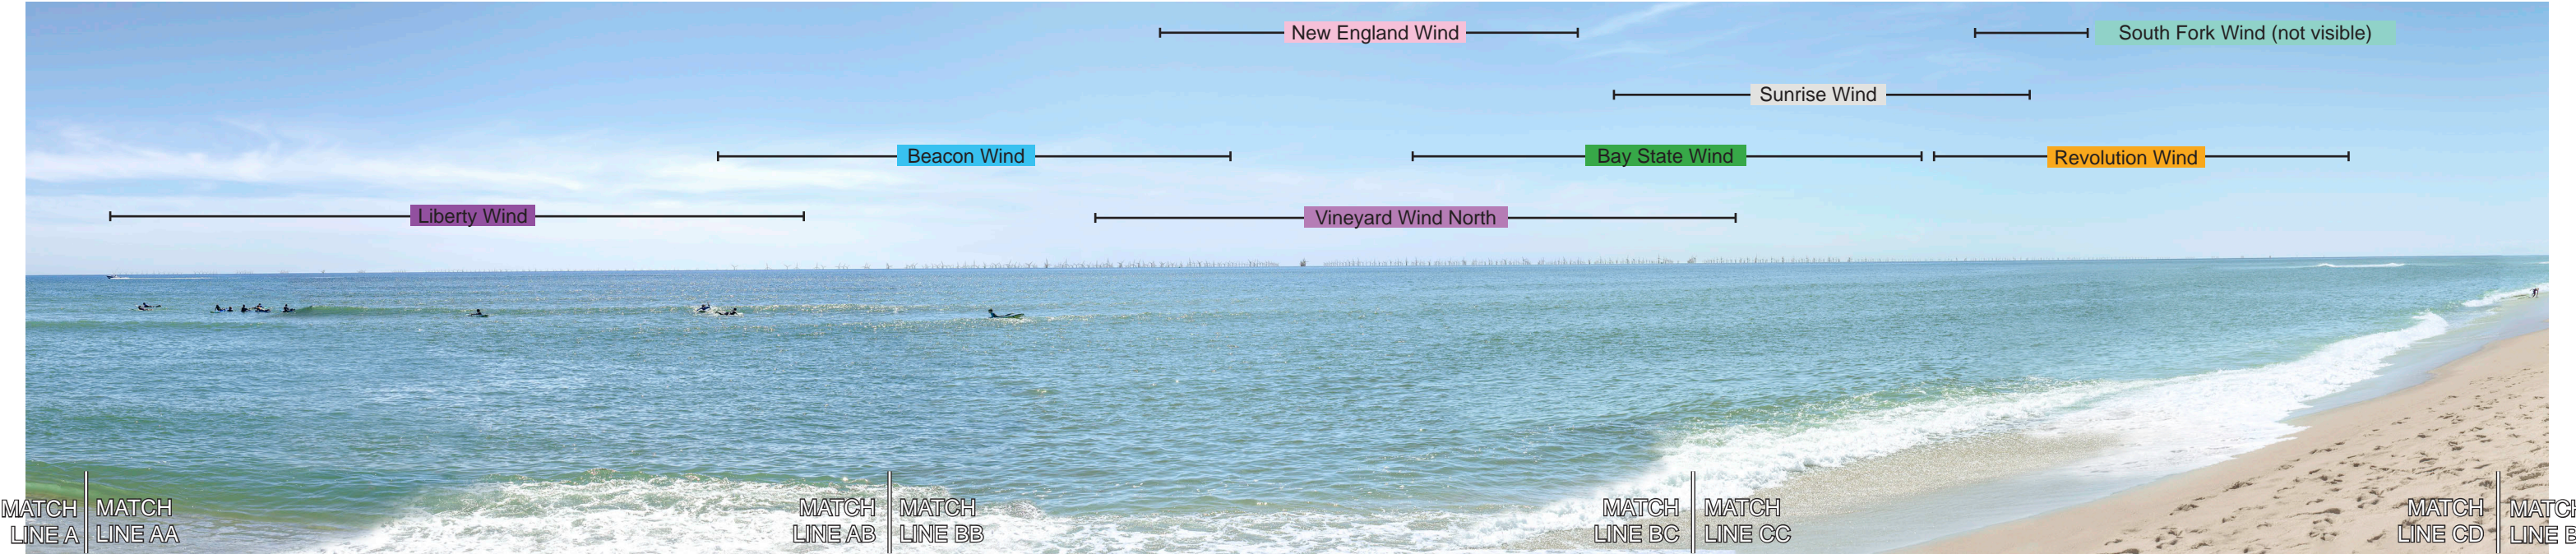 New England Wind
South Fork Wind (not visible)
Sunrise Wind
Beacon Wind
Bay State Wind
Revolution Wind
Liberty Wind
Vineyard Wind North
MATCH
LINE A
MATCH
LINE AA
MATCH
LINE AB
MATCH
LINE BB
MATCH
LINE BC
MATCH
LINE CC
MATCH
LINE CD
MATCH
LINE